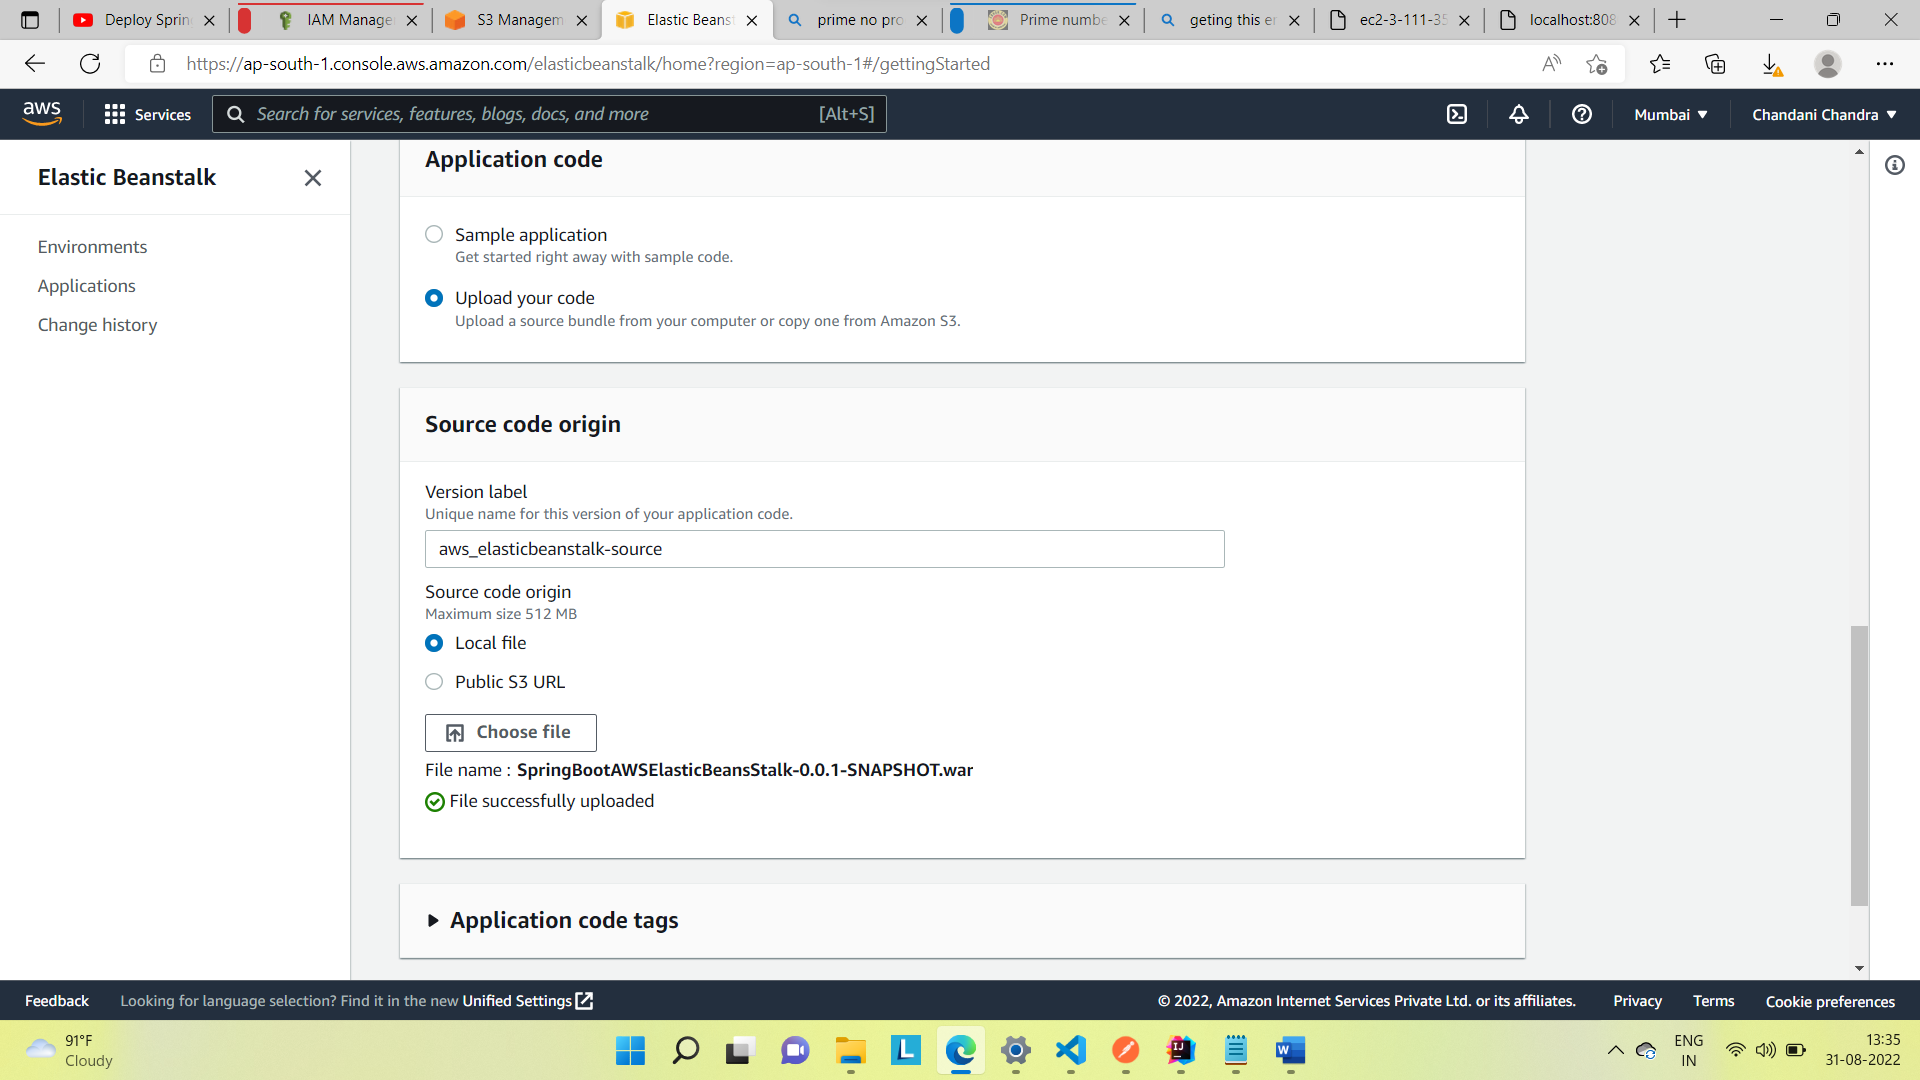 Deploy Sprin
IAM Manage
S3 Managem
Elastic Beanst
prime no pro
Prime numbe
geting this er
ec2-3-111-35
localhost:808
https://ap-south-1.console.aws.amazon.com/elasticbeanstalk/home?region=ap-south-1#/gettingStarted
aws
Services
Search for services, features, blogs, docs, and more
[Alt+S]
Mumbai
Chandani Chandra
Elastic Beanstalk
Environments
Applications
Change history
Application code
Sample application
Get started right away with sample code.
Upload your code
Upload a source bundle from your computer or copy one from Amazon S3.
Source code origin
Version label
Unique name for this version of your application code.
aws_elasticbeanstalk-source
Source code origin
Maximum size 512 MB
Local file
Public S3 URL
Choose file
File name : SpringBootAWSElasticBeansStalk-0.0.1-SNAPSHOT.war
File successfully uploaded
Application code tags
Feedback
Looking for language selection? Find it in the new Unified Settings
© 2022, Amazon Internet Services Private Ltd. or its affiliates.
Privacy
Terms
Cookie preferences
91°F
Cloudy
L
IJ
W
ENG
IN
13:35
31-08-2022